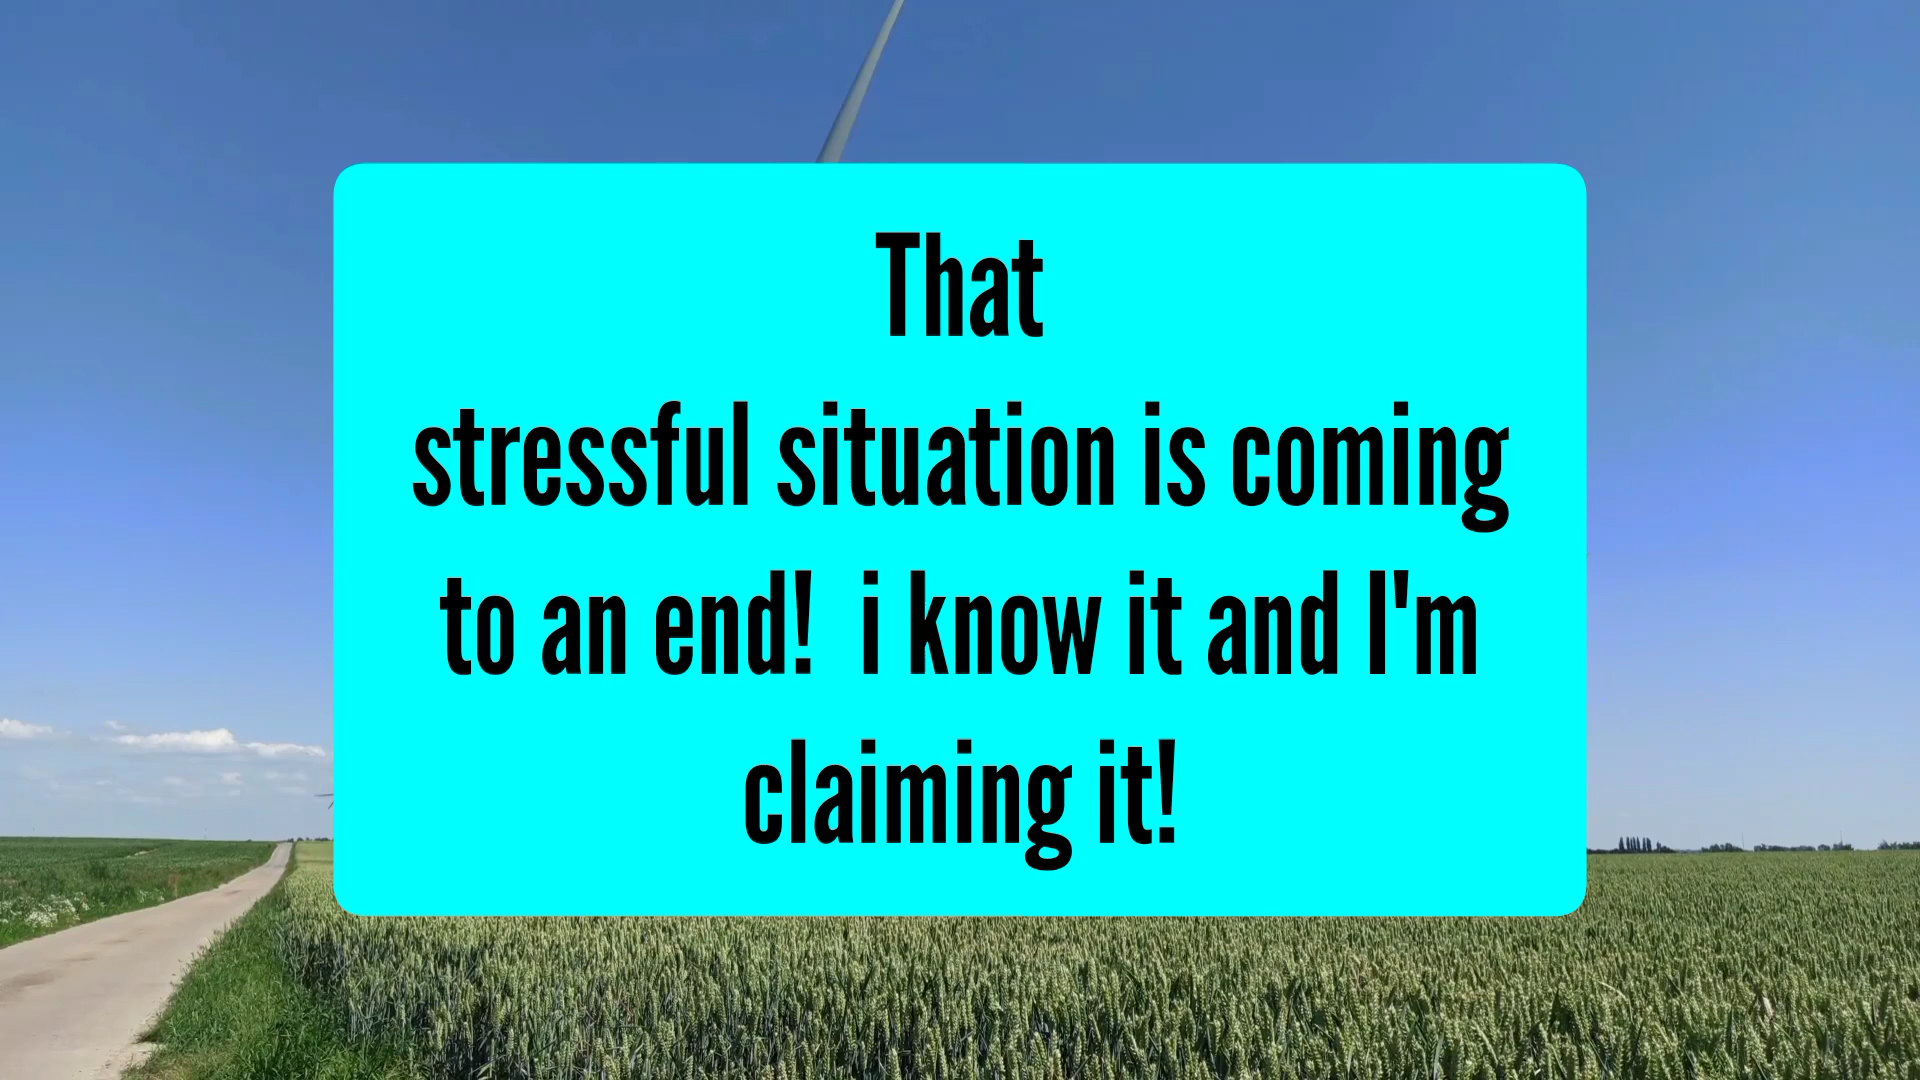 That
stressful situation is coming
to an end!  i know it and I'm
claiming it!